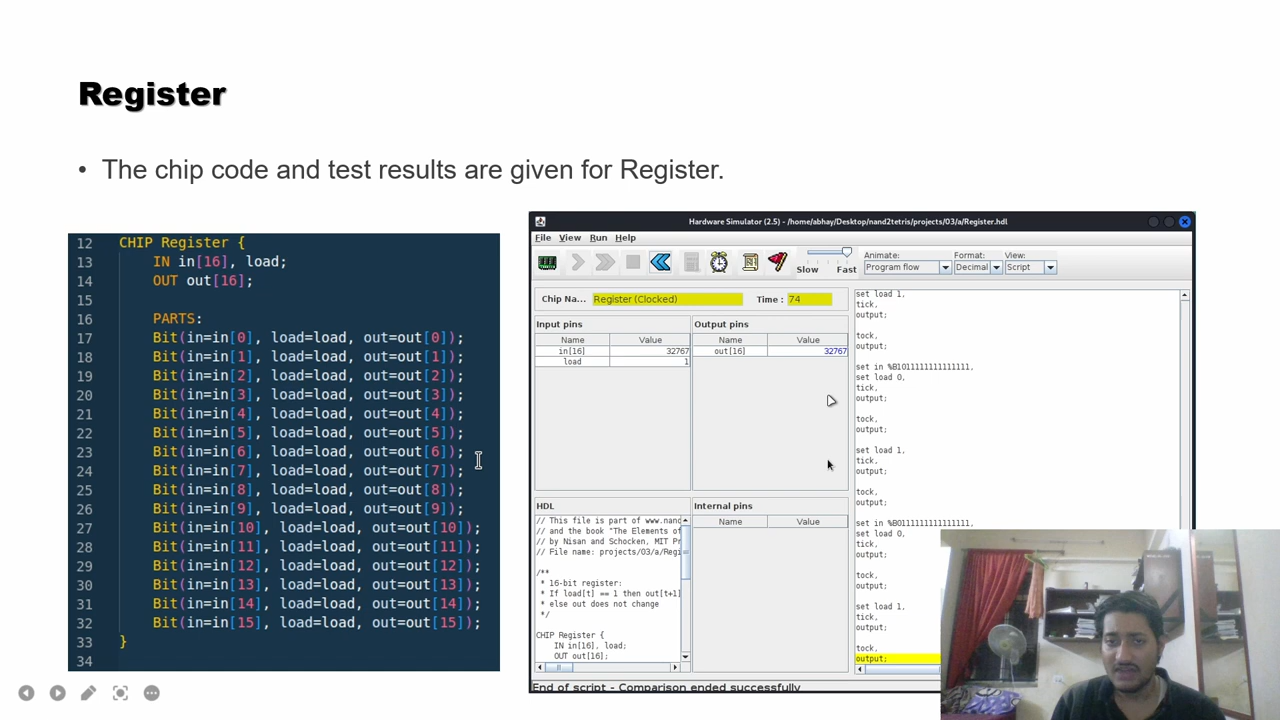 Register
• The chip code and test results are given for Register.
12 CHIP Register {
13 IN in[16], load;
14 OUT out[16];
15
16 PARTS:
17 Bit(in=in[0], load=load, out=out[0]);
18 Bit(in=in[1], load=load, out=out[1]);
19 Bit(in=in[2], load=load, out=out[2]);
20 Bit(in=in[3], load=load, out=out[3]);
21 Bit(in=in[4], load=load, out=out[4]);
22 Bit(in=in[5], load=load, out=out[5]);
23 Bit(in=in[6], load=load, out=out[6]);
24 Bit(in=in[7], load=load, out=out[7]);
25 Bit(in=in[8], load=load, out=out[8]);
26 Bit(in=in[9], load=load, out=out[9]);
27 Bit(in=in[10], load=load, out=out[10]);
28 Bit(in=in[11], load=load, out=out[11]);
29 Bit(in=in[12], load=load, out=out[12]);
30 Bit(in=in[13], load=load, out=out[13]);
31 Bit(in=in[14], load=load, out=out[14]);
32 Bit(in=in[15], load=load, out=out[15]);
33 }
34
Hardware Simulator (2.5) - /home/abhay/Desktop/nand2tetris/projects/03/a/Register.hdl
File View Run Help
Slow Fast
Animate: Format: View:
Program flow Decimal Script
Chip Na... Register (Clocked) Time : 74
Input pins
Name Value
in[16] 32767
load 1
Output pins
Name Value
out[16] 32767
HDL
// This file is part of www.nand
// and the book "The Elements of
// by Nisan and Schocken, MIT Pr
// File name: projects/03/a/Regi
/**
* 16-bit register:
* If load[t] == 1 then out[t+1]
* else out does not change
*/
CHIP Register {
IN in[16], load;
OUT out[16];
Internal pins
Name Value
set load 1,
tick,
output;
tock,
output;
set in %B1011111111111111,
set load 0,
tick,
output;
tock,
output;
set load 1,
tick,
output;
tock,
output;
set in %B0111111111111111,
set load 0,
tick,
output;
tock,
output;
set load 1,
tick,
output;
tock,
output;
End of script - Comparison ended successfully